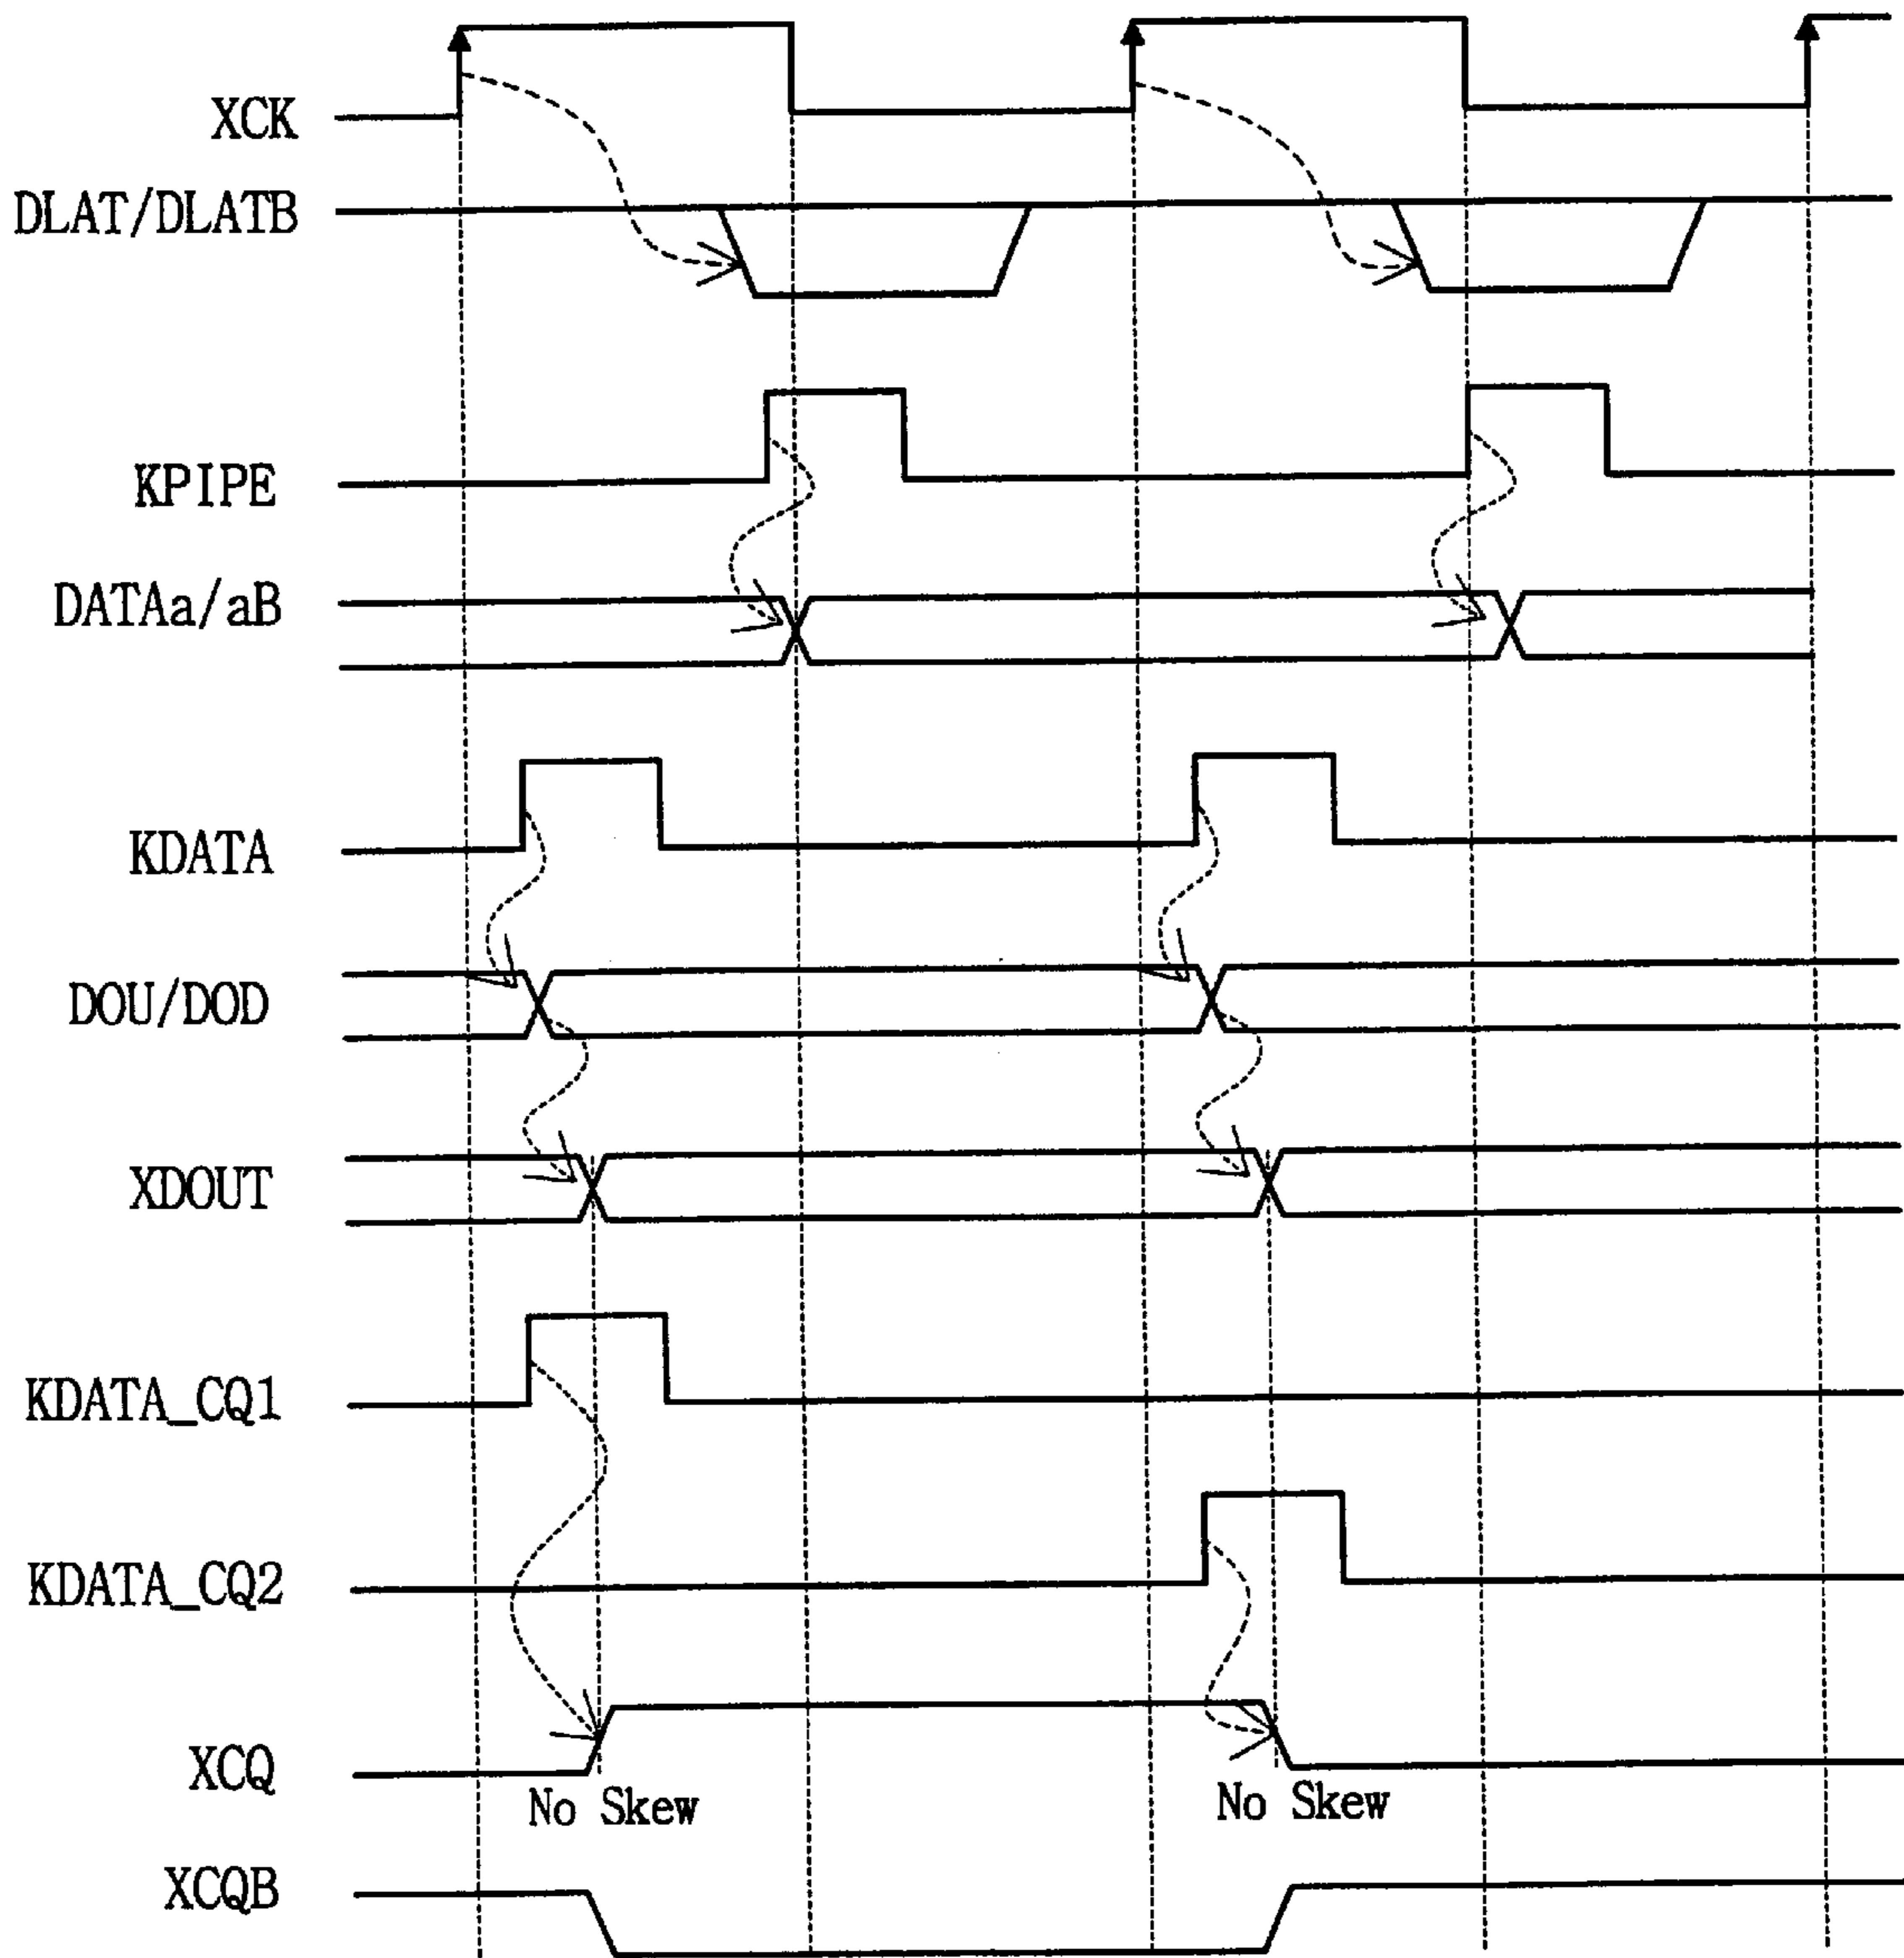 XCK
DLAT/DLATB
KPIPE
DATAa/aB
KDATA
DOU/DOD
XDOUT
KDATA_CQ1
KDATA_CQ2
XCQ
No Skew
No Skew
XCQB